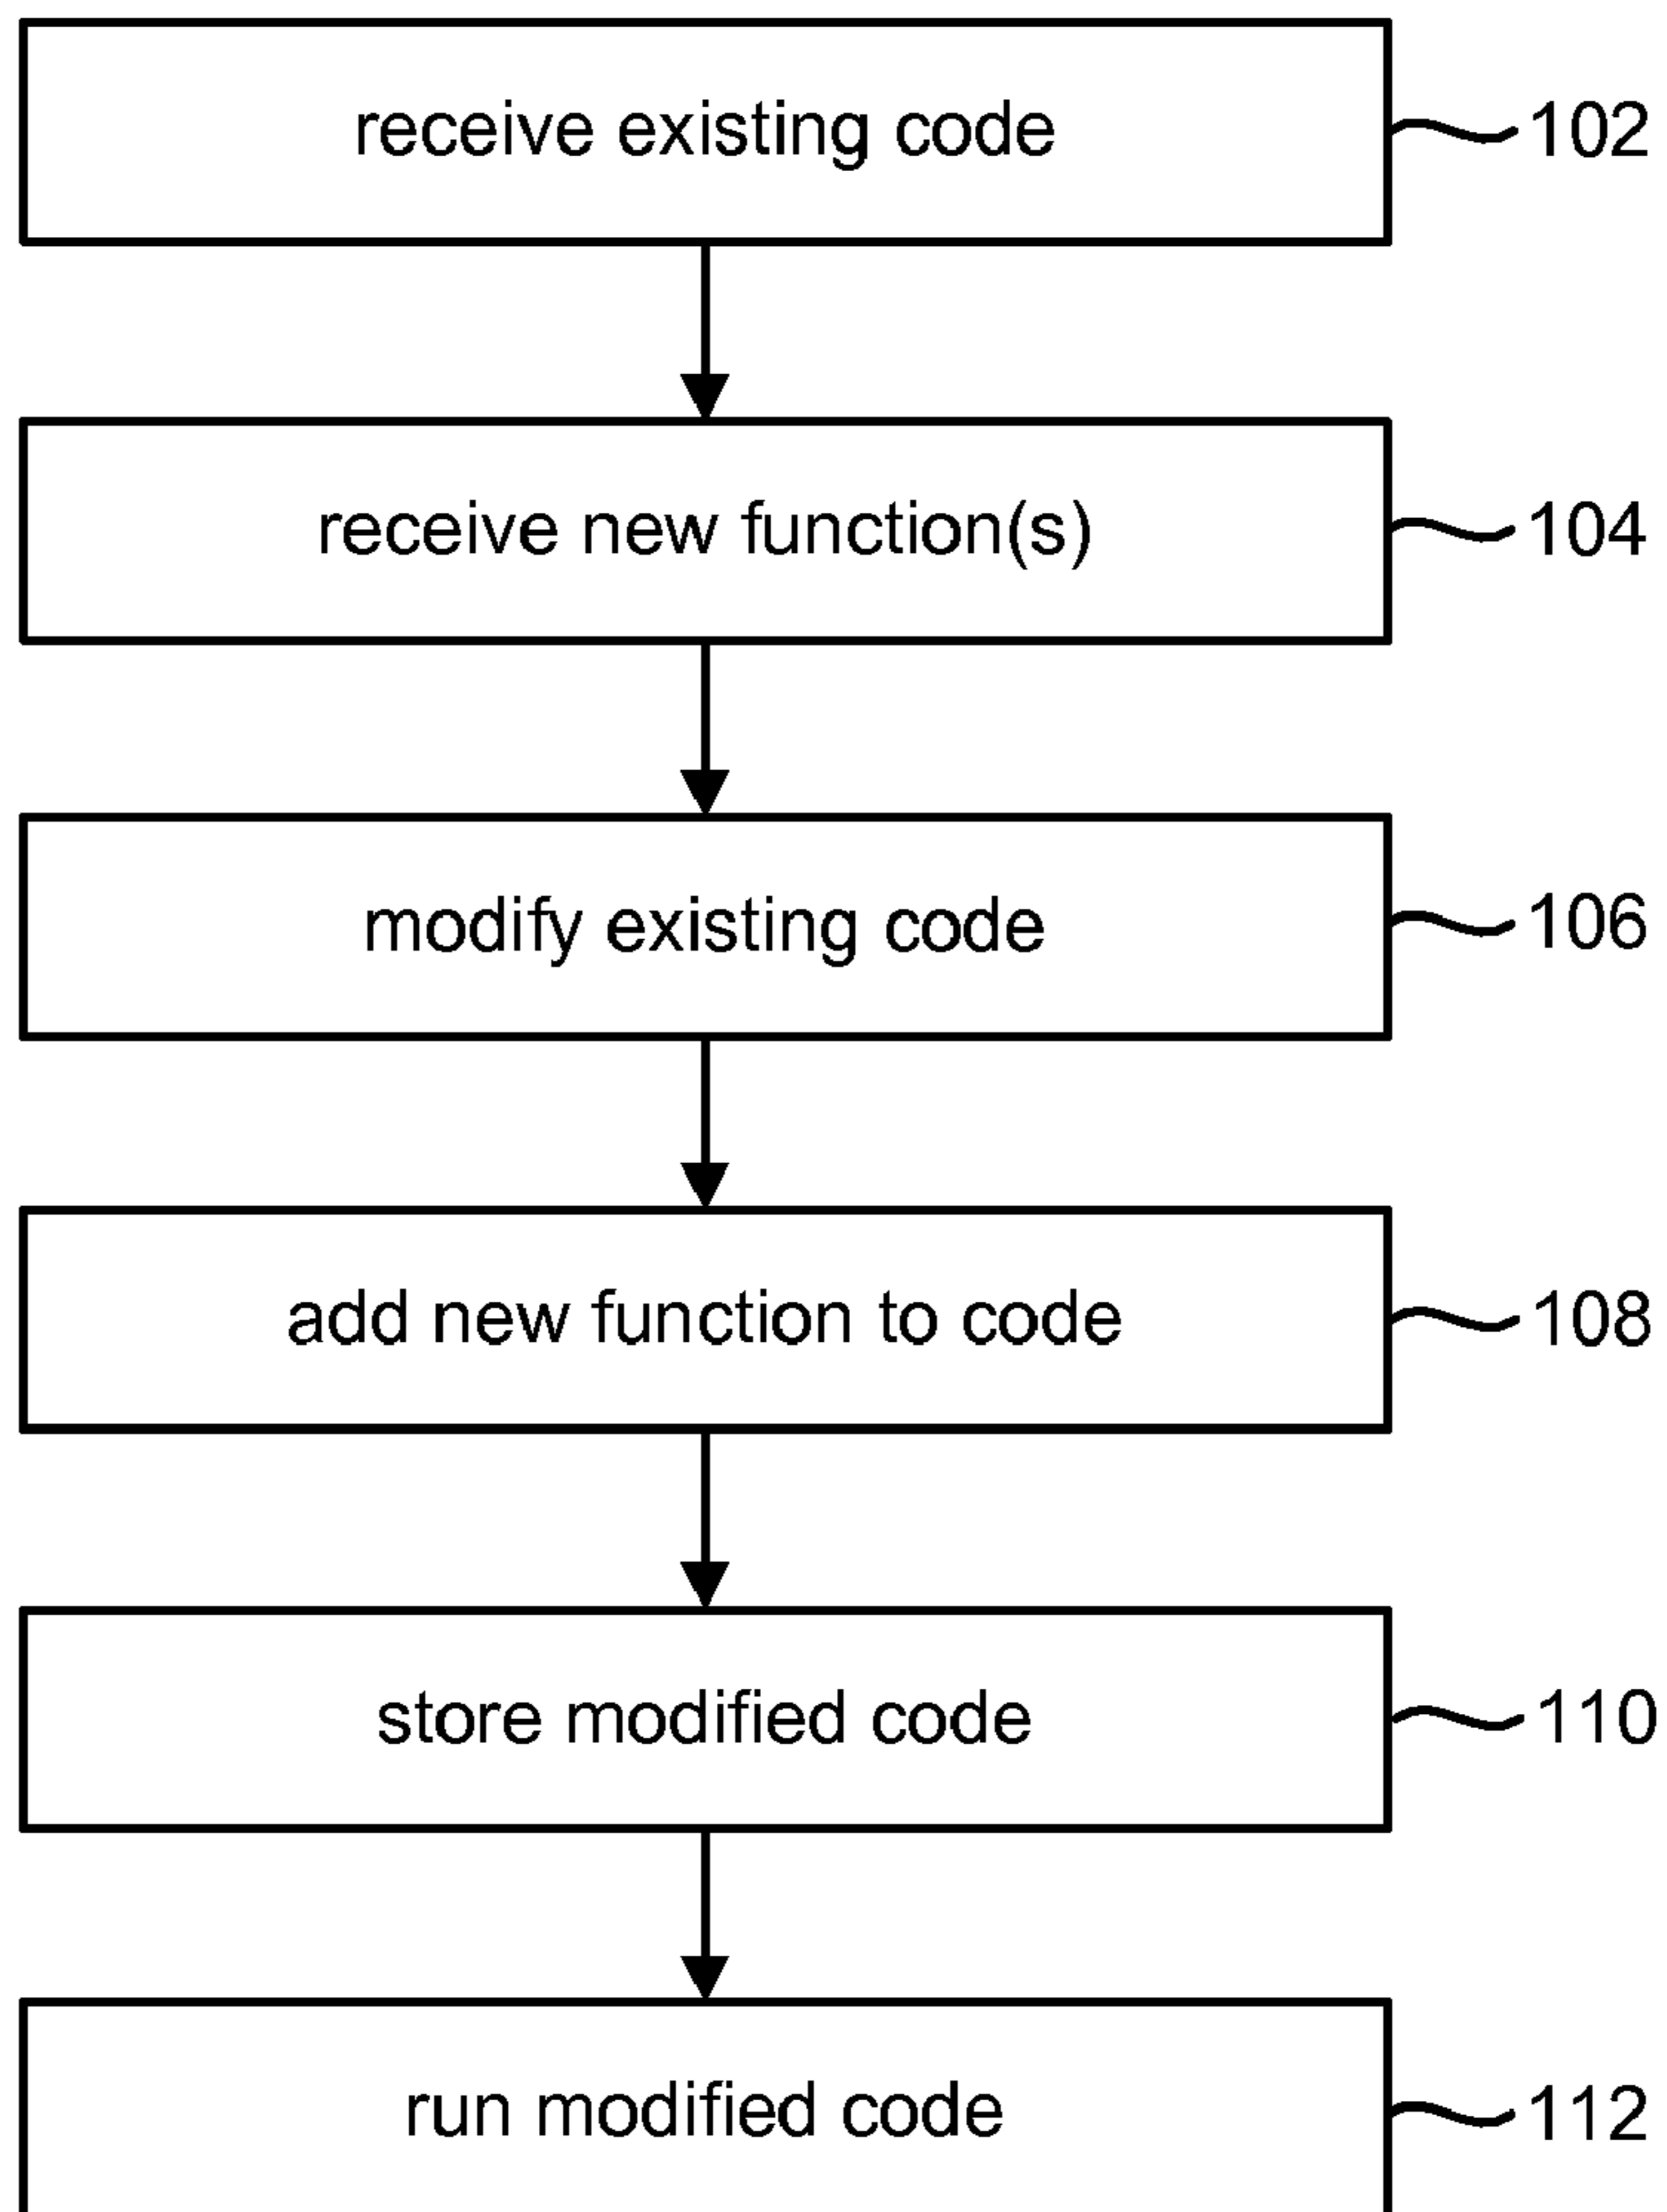 receive existing code 102
receive new function(s) 104
modify existing code 106
add new function to code 108
store modified code 110
run modified code 112